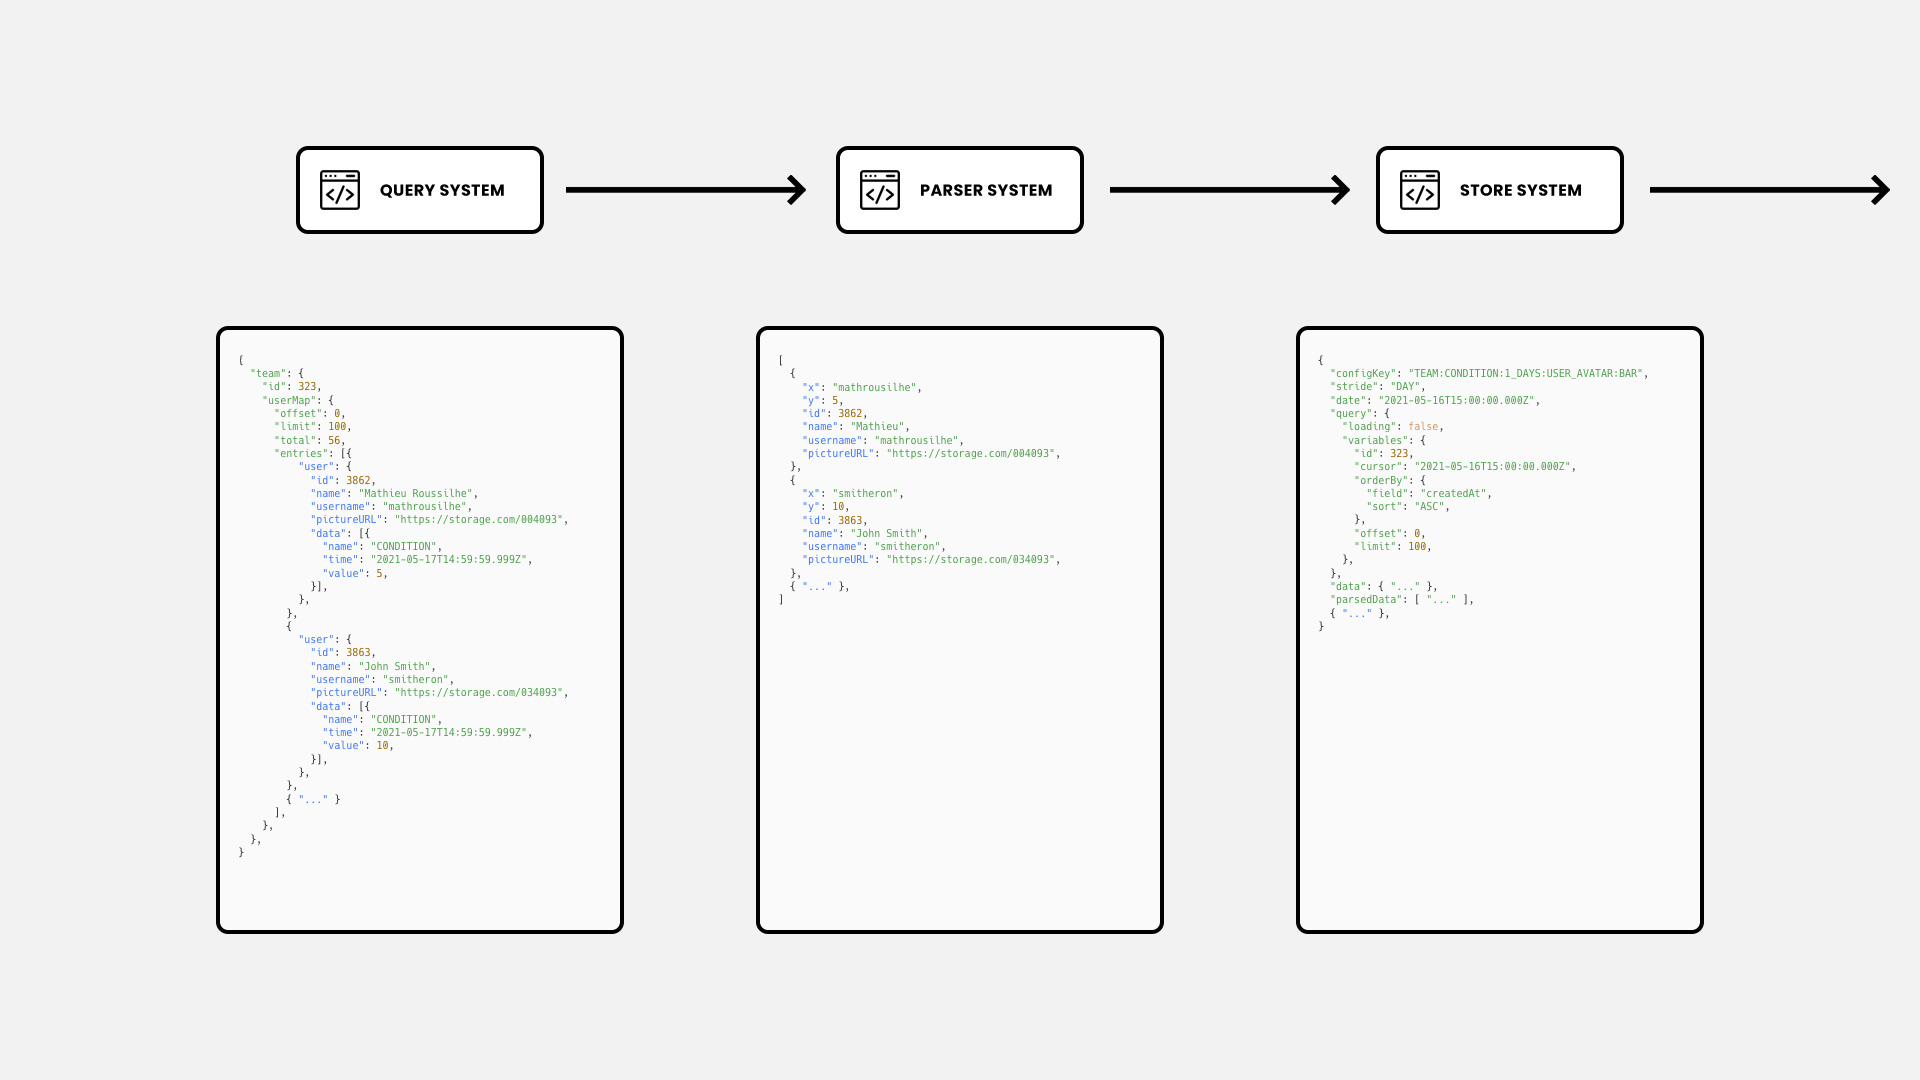 QUERY SYSTEM
PARSER SYSTEM
STORE SYSTEM
{
"team": {
"id": 323,
"userMap": {
"offset": 0,
"limit": 100,
"total": 56,
"entries": [{
"user": {
"id": 3862,
"name": "Mathieu Roussilhe",
"username": "mathrousilhe",
"pictureURL": "https://storage.com/004093",
"data": [{
"name": "CONDITION",
"time": "2021-05-17T14:59:59.999Z",
"value": 5,
}],
},
},
{
"user": {
"id": 3863,
"name": "John Smith",
"username": "smitheron",
"pictureURL": "https://storage.com/034093",
"data": [{
"name": "CONDITION",
"time": "2021-05-17T14:59:59.999Z",
"value": 10,
}],
},
},
{ "..." }
],
},
},
}
[
{
"x": "mathrousilhe",
"y": 5,
"id": 3862,
"name": "Mathieu",
"username": "mathrousilhe",
"pictureURL": "https://storage.com/004093",
},
{
"x": "smitheron",
"y": 10,
"id": 3863,
"name": "John Smith",
"username": "smitheron",
"pictureURL": "https://storage.com/034093",
},
{ "..." },
]
{
"configKey": "TEAM:CONDITION:1_DAYS:USER_AVATAR:BAR",
"stride": "DAY",
"date": "2021-05-16T15:00:00.000Z",
"query": {
"loading": false,
"variables": {
"id": 323,
"cursor": "2021-05-16T15:00:00.000Z",
"orderBy": {
"field": "createdAt",
"sort": "ASC",
},
"offset": 0,
"limit": 100,
},
},
"data": { "..." },
"parsedData": [ "..." ],
{ "..." },
}